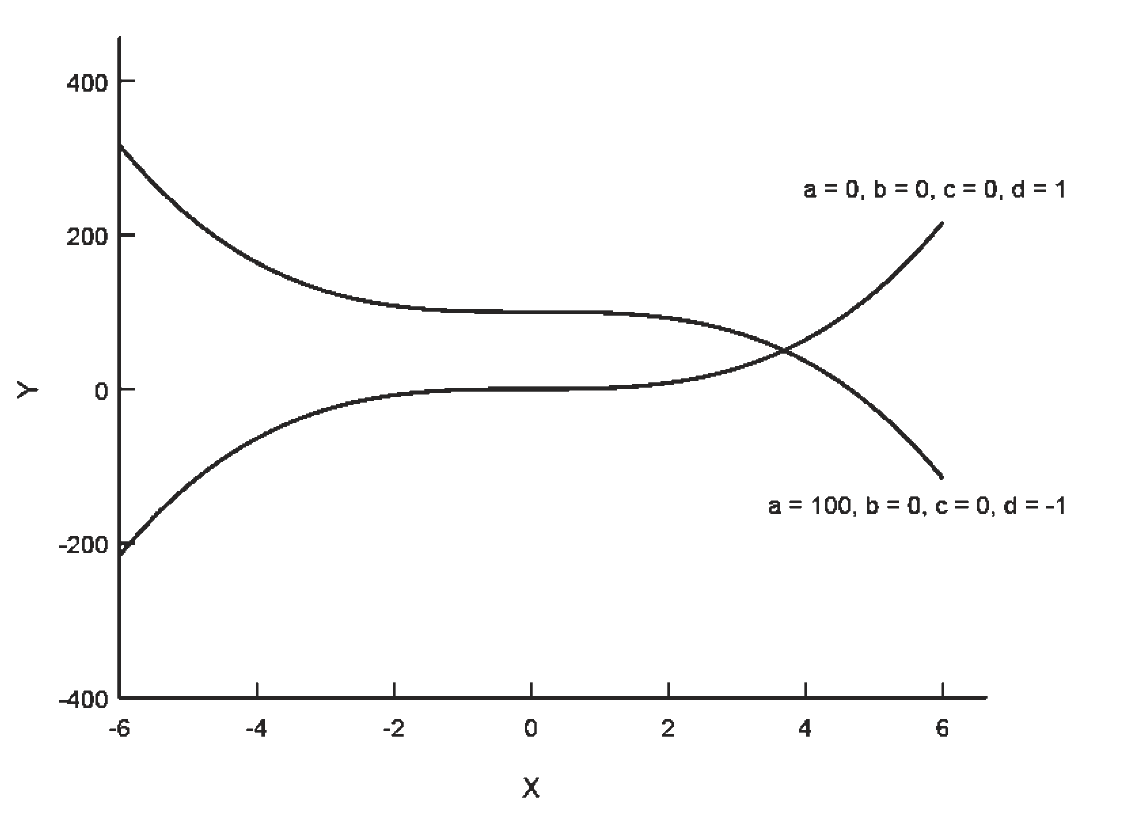 400
a = 0, b = 0, c = 0, d = 1
200
Y
0
a = 100, b = 0, c = 0, d = -1
-200
-400
-6 -4 -2 0 2 4 6
X